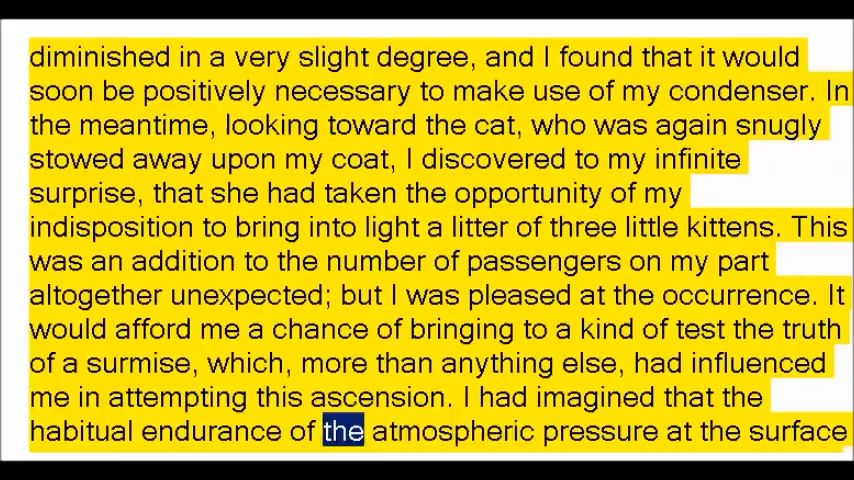 diminished in a very slight degree, and I found that it would
soon be positively necessary to make use of my condenser. In
the meantime, looking toward the cat, who was again snugly
stowed away upon my coat, I discovered to my infinite
surprise, that she had taken the opportunity of my
indisposition to bring into light a litter of three little kittens. This
was an addition to the number of passengers on my part
altogether unexpected; but I was pleased at the occurrence. It
would afford me a chance of bringing to a kind of test the truth
of a surmise, which, more than anything else, had influenced
me in attempting this ascension. I had imagined that the
habitual endurance of the atmospheric pressure at the surface